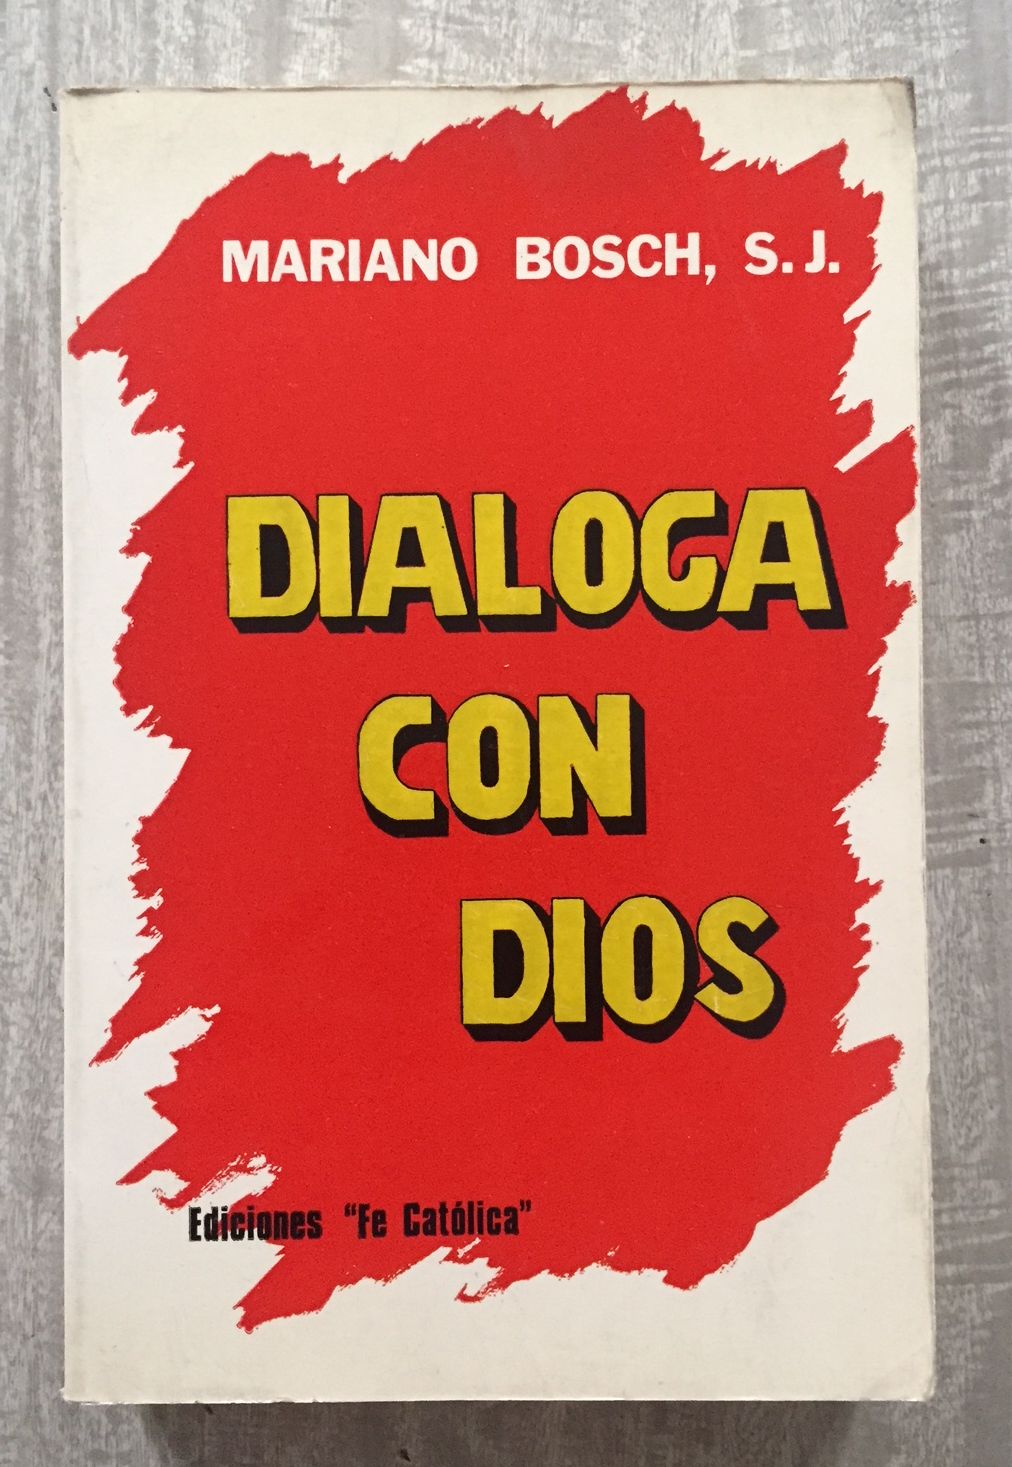 MARIANO BOSCH, S.J.
DIALOGA
CON
DIOS
Ediciones "Fe Católica"